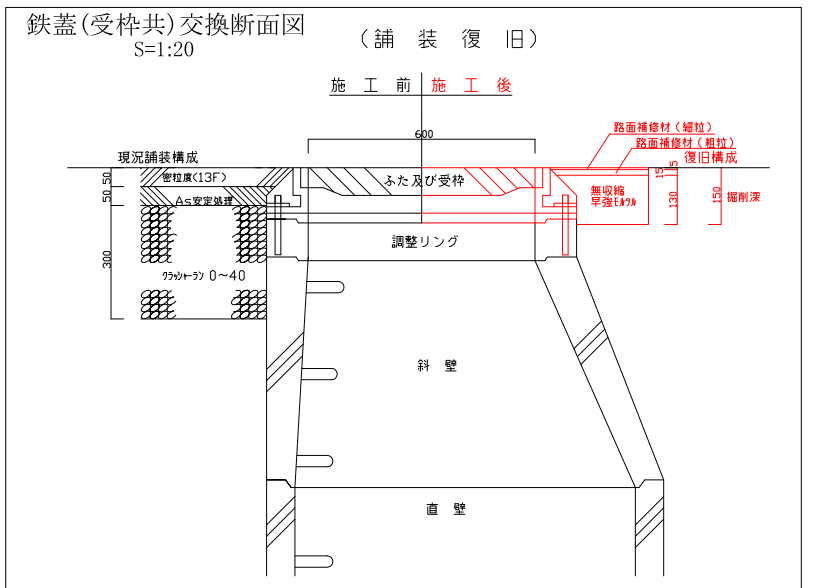 鉄蓋(受枠共)交換断面図
S=1:20
(舗装復旧)
施工前 施工後
600
路面補修材(細粒)
路面補修材(粗粒)
現況舗装構成
復旧構成
50
密粒度(13F)
ふた及び受枠
15
5
50
As安定処理
無収縮
早強モルタル
130
150
掘削深
調整リング
300
クラッシャーラン 0~40
斜壁
直壁